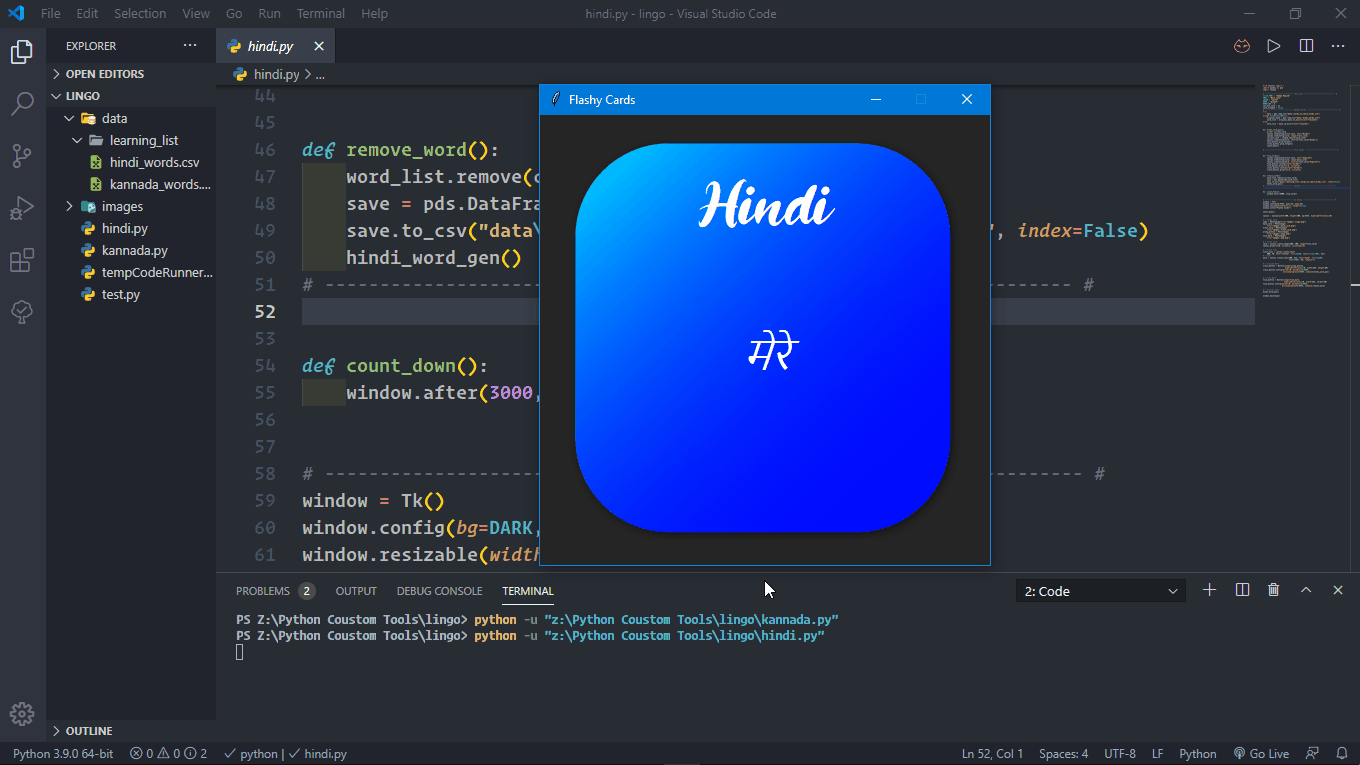 File Edit Selection View Go Run Terminal Help
hindi.py - lingo - Visual Studio Code
EXPLORER
OPEN EDITORS
LINGO
data
learning_list
hindi_words.csv
kannada_words....
images
hindi.py
kannada.py
tempCodeRunner...
test.py
OUTLINE
hindi.py
hindi.py > ...
44
45
46 def remove_word():
47 word_list.remove(
48 save = pds.DataFra
49 save.to_csv("data\ ", index=False)
50 hindi_word_gen()
51 # ---------------------- -------- #
52
53
54 def count_down():
55 window.after(3000,
56
57
58 # ---------------------- --------- #
59 window = Tk()
60 window.config(bg=DARK,
61 window.resizable(width
Flashy Cards
Hindi
मेरे
PROBLEMS 2 OUTPUT DEBUG CONSOLE TERMINAL
2: Code
PS Z:\Python Coustom Tools\lingo> python -u "z:\Python Coustom Tools\lingo\kannada.py"
PS Z:\Python Coustom Tools\lingo> python -u "z:\Python Coustom Tools\lingo\hindi.py"
Python 3.9.0 64-bit 0 0 2 python | hindi.py
Ln 52, Col 1 Spaces: 4 UTF-8 LF Python Go Live